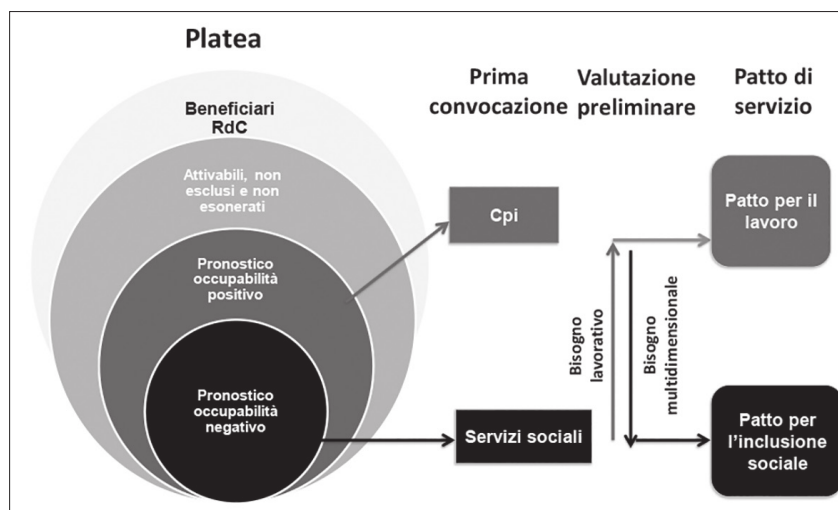 Platea
Prima
convocazione
Valutazione
preliminare
Patto di
servizio
Beneficiari
RdC
Attivabili, non
esclusi e non
esonerati
Pronostico
occupabilità
positivo
Pronostico
occupabilità
negativo
Cpi
Servizi sociali
Bisogno
lavorativo
Bisogno
multidimensionale
Patto per il
lavoro
Patto per
l'inclusione
sociale